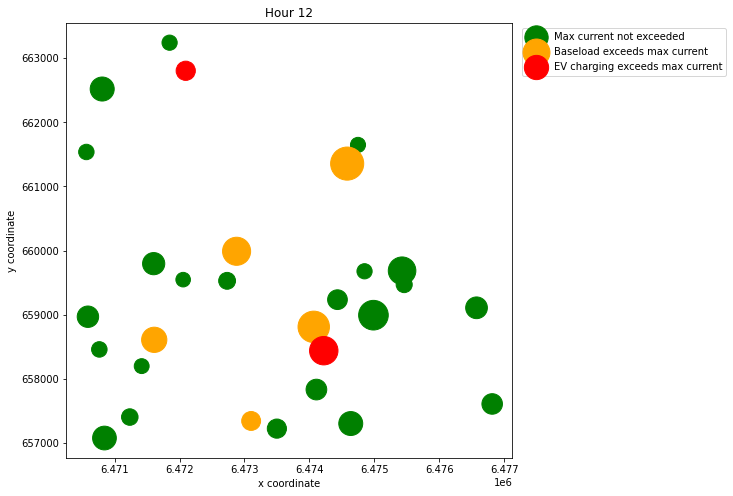 Hour 12
Max current not exceeded
Baseload exceeds max current
EV charging exceeds max current
y coordinate
663000
662000
661000
660000
659000
658000
657000
6.471 6.472 6.473 6.474 6.475 6.476 6.477
1e6
x coordinate